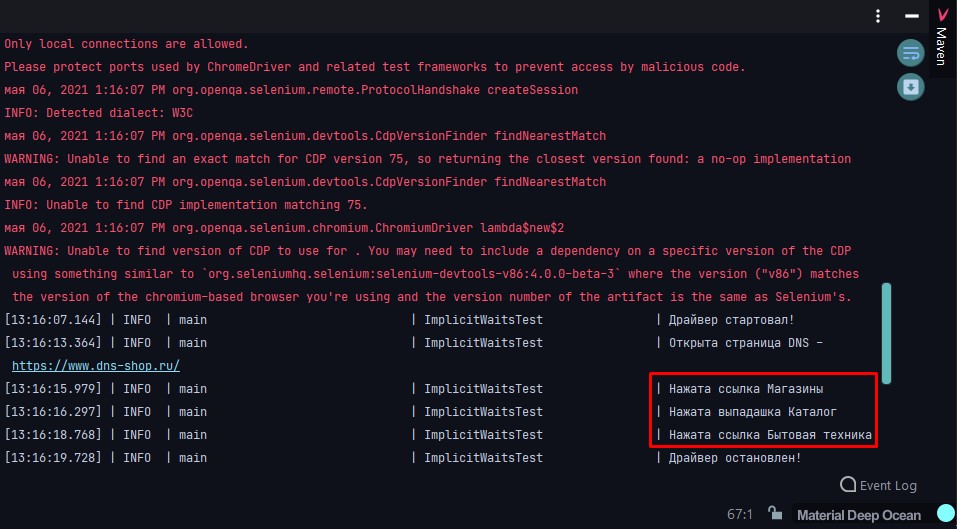 Only local connections are allowed.
Please protect ports used by ChromeDriver and related test frameworks to prevent access by malicious code.
мая 06, 2021 1:16:07 PM org.openqa.selenium.remote.ProtocolHandshake createSession
INFO: Detected dialect: W3C
мая 06, 2021 1:16:07 PM org.openqa.selenium.devtools.CdpVersionFinder findNearestMatch
WARNING: Unable to find an exact match for CDP version 75, so returning the closest version found: a no-op implementation
мая 06, 2021 1:16:07 PM org.openqa.selenium.devtools.CdpVersionFinder findNearestMatch
INFO: Unable to find CDP implementation matching 75.
мая 06, 2021 1:16:07 PM org.openqa.selenium.chromium.ChromiumDriver lambda$new$2
WARNING: Unable to find version of CDP to use for . You may need to include a dependency on a specific version of the CDP
using something similar to `org.seleniumhq.selenium:selenium-devtools-v86:4.0.0-beta-3` where the version ("v86") matches
the version of the chromium-based browser you're using and the version number of the artifact is the same as Selenium's.
[13:16:07.144] | INFO | main | ImplicitWaitsTest | Драйвер стартовал!
[13:16:13.364] | INFO | main | ImplicitWaitsTest | Открыта страница DNS –
https://www.dns-shop.ru/
[13:16:15.979] | INFO | main | ImplicitWaitsTest | Нажата ссылка Магазины
[13:16:16.297] | INFO | main | ImplicitWaitsTest | Нажата выпадашка Каталог
[13:16:18.768] | INFO | main | ImplicitWaitsTest | Нажата ссылка Бытовая техника
[13:16:19.728] | INFO | main | ImplicitWaitsTest | Драйвер остановлен!
Maven
Event Log
67:1 Material Deep Ocean